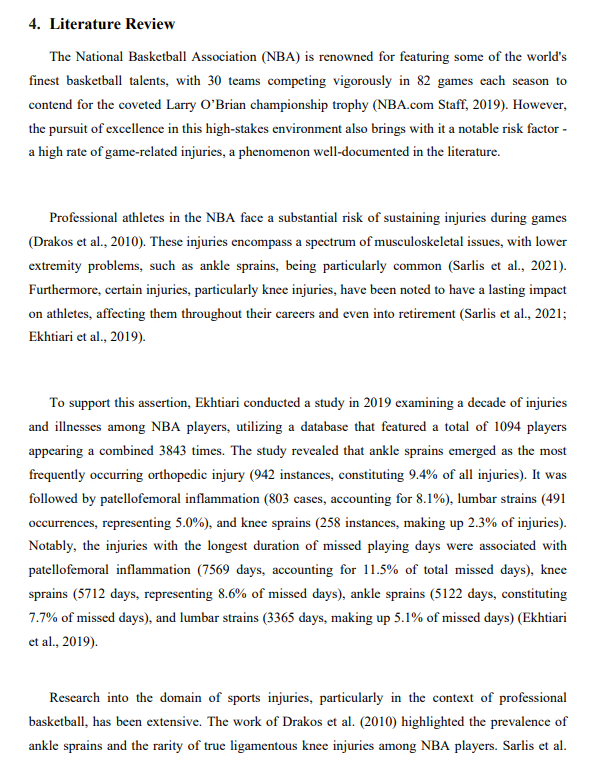 4. Literature Review
The National Basketball Association (NBA) is renowned for featuring some of the world's
finest basketball talents, with 30 teams competing vigorously in 82 games each season to
contend for the coveted Larry O’Brian championship trophy (NBA.com Staff, 2019). However,
the pursuit of excellence in this high-stakes environment also brings with it a notable risk factor -
a high rate of game-related injuries, a phenomenon well-documented in the literature.
Professional athletes in the NBA face a substantial risk of sustaining injuries during games
(Drakos et al., 2010). These injuries encompass a spectrum of musculoskeletal issues, with lower
extremity problems, such as ankle sprains, being particularly common (Sarlis et al., 2021).
Furthermore, certain injuries, particularly knee injuries, have been noted to have a lasting impact
on athletes, affecting them throughout their careers and even into retirement (Sarlis et al., 2021;
Ekhtiari et al., 2019).
To support this assertion, Ekhtiari conducted a study in 2019 examining a decade of injuries
and illnesses among NBA players, utilizing a database that featured a total of 1094 players
appearing a combined 3843 times. The study revealed that ankle sprains emerged as the most
frequently occurring orthopedic injury (942 instances, constituting 9.4% of all injuries). It was
followed by patellofemoral inflammation (803 cases, accounting for 8.1%), lumbar strains (491
occurrences, representing 5.0%), and knee sprains (258 instances, making up 2.3% of injuries).
Notably, the injuries with the longest duration of missed playing days were associated with
patellofemoral inflammation (7569 days, accounting for 11.5% of total missed days), knee
sprains (5712 days, representing 8.6% of missed days), ankle sprains (5122 days, constituting
7.7% of missed days), and lumbar strains (3365 days, making up 5.1% of missed days) (Ekhtiari
et al., 2019).
Research into the domain of sports injuries, particularly in the context of professional
basketball, has been extensive. The work of Drakos et al. (2010) highlighted the prevalence of
ankle sprains and the rarity of true ligamentous knee injuries among NBA players. Sarlis et al.